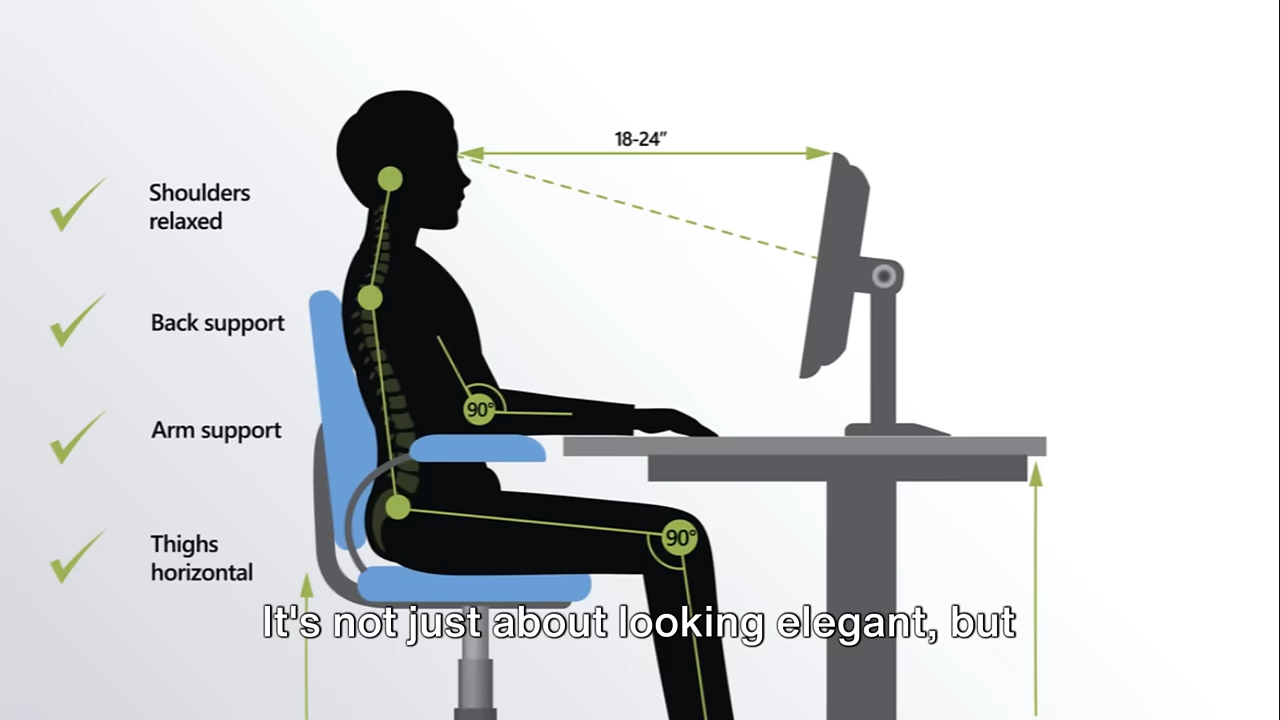 18-24”
Shoulders
relaxed
Back support
Arm support
90°
90°
Thighs
horizontal
It's not just about looking elegant, but